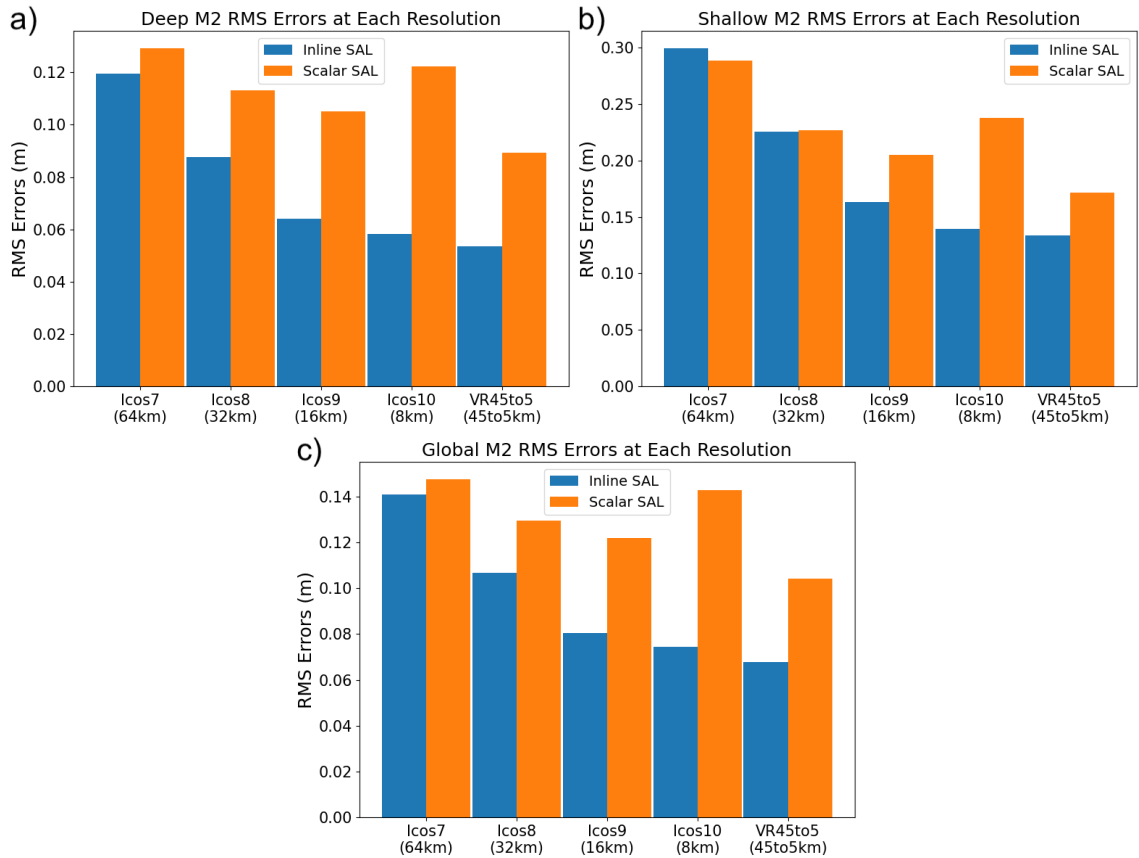 a)
Deep M2 RMS Errors at Each Resolution
RMS Errors (m)
0.12
0.10
0.08
0.06
0.04
0.02
0.00
Inline SAL
Scalar SAL
Icos7 Icos8 Icos9 Icos10 VR45to5
(64km) (32km) (16km) (8km) (45to5km)
b)
Shallow M2 RMS Errors at Each Resolution
RMS Errors (m)
0.30
0.25
0.20
0.15
0.10
0.05
0.00
Inline SAL
Scalar SAL
Icos7 Icos8 Icos9 Icos10 VR45to5
(64km) (32km) (16km) (8km) (45to5km)
c)
Global M2 RMS Errors at Each Resolution
RMS Errors (m)
0.14
0.12
0.10
0.08
0.06
0.04
0.02
0.00
Inline SAL
Scalar SAL
Icos7 Icos8 Icos9 Icos10 VR45to5
(64km) (32km) (16km) (8km) (45to5km)